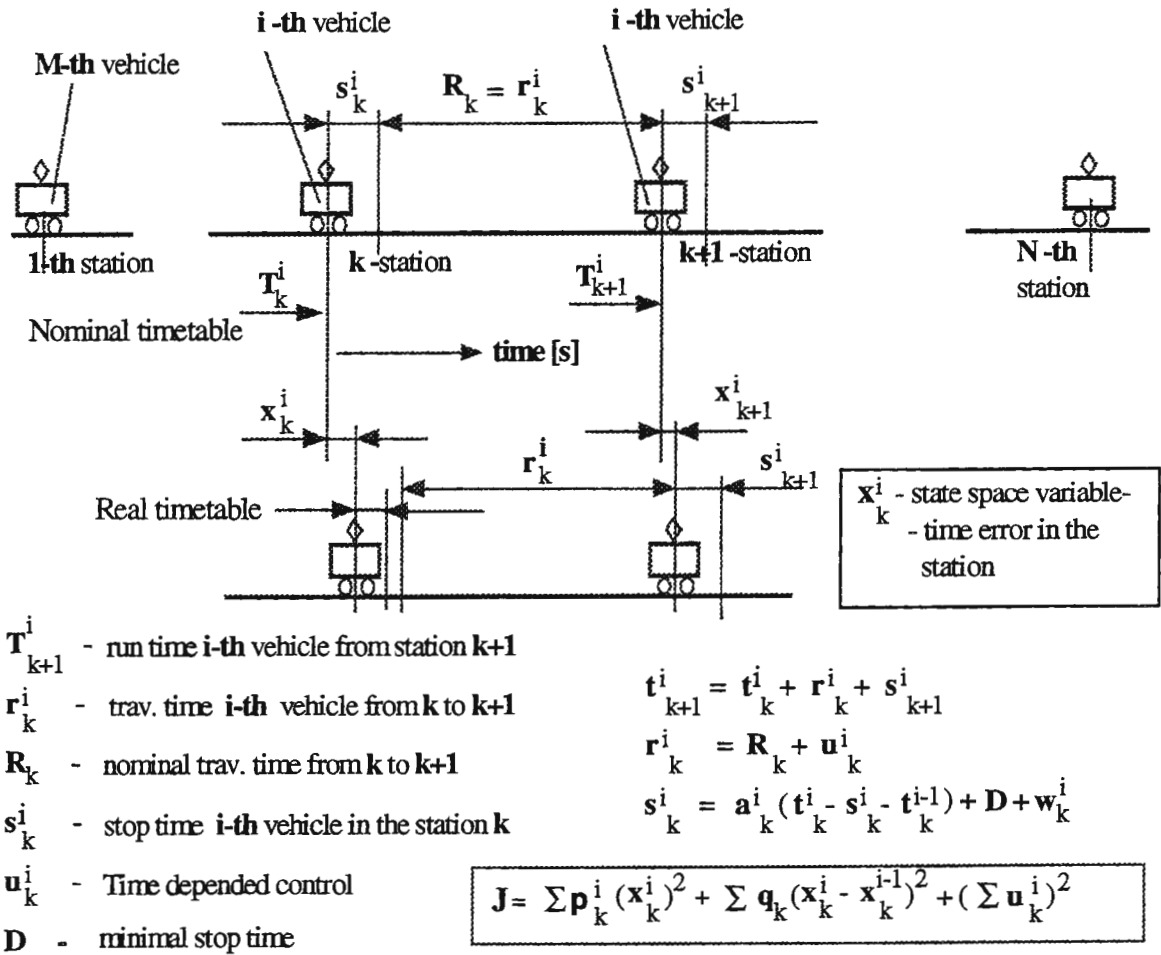 i -th vehicle
i -th vehicle
M-th vehicle
s^i_k
R_k = r^i_k
s^i_k+1
1-th station
k -station
k+1 -station
N -th
station
T^i_k
T^i_k+1
Nominal timetable
time [s]
x^i_k
x^i_k+1
r^i_k
s^i_k+1
Real timetable
x^i_k - state space variable-
- time error in the
station
T^i_k+1 - run time i-th vehicle from station k+1
r^i_k - trav. time i-th vehicle from k to k+1
R_k - nominal trav. time from k to k+1
s^i_k - stop time i-th vehicle in the station k
u^i_k - Time depended control
D - minimal stop time
t^i_k+1 = t^i_k + r^i_k + s^i_k+1
r^i_k = R_k + u^i_k
s^i_k = a^i_k (t^i_k - s^i_k - t^i-1_k) + D + w^i_k
J = Σ p^i_k (x^i_k)^2 + Σ q_k (x^i_k - x^i-1_k)^2 + ( Σ u^i_k)^2